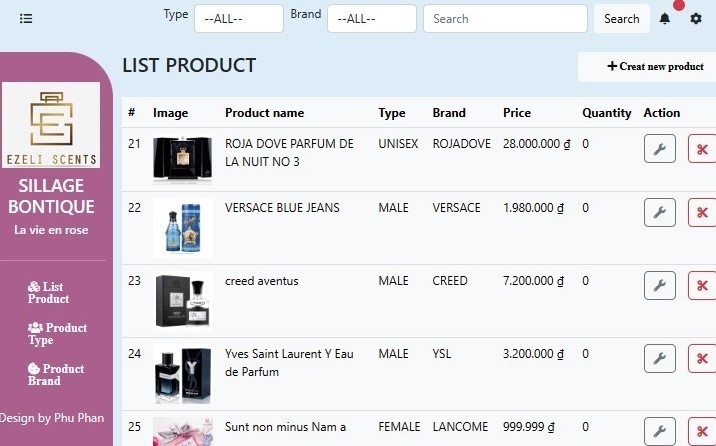 Type --ALL-- Brand --ALL-- Search Search
EZELI SCENTS
SILLAGE
BONTIQUE
La vie en rose
List
Product
Product
Type
Product
Brand
Design by Phu Phan
LIST PRODUCT
Creat new product
# Image Product name Type Brand Price Quantity Action
21 ROJA DOVE PARFUM DE UNISEX ROJADOVE 28.000.000 ₫ 0
LA NUIT NO 3
22 VERSACE BLUE JEANS MALE VERSACE 1.980.000 ₫ 0
23 creed aventus MALE CREED 7.200.000 ₫ 0
24 Yves Saint Laurent Y Eau MALE YSL 3.200.000 ₫ 0
de Parfum
25 Sunt non minus Nam a FEMALE LANCOME 999.999 ₫ 0